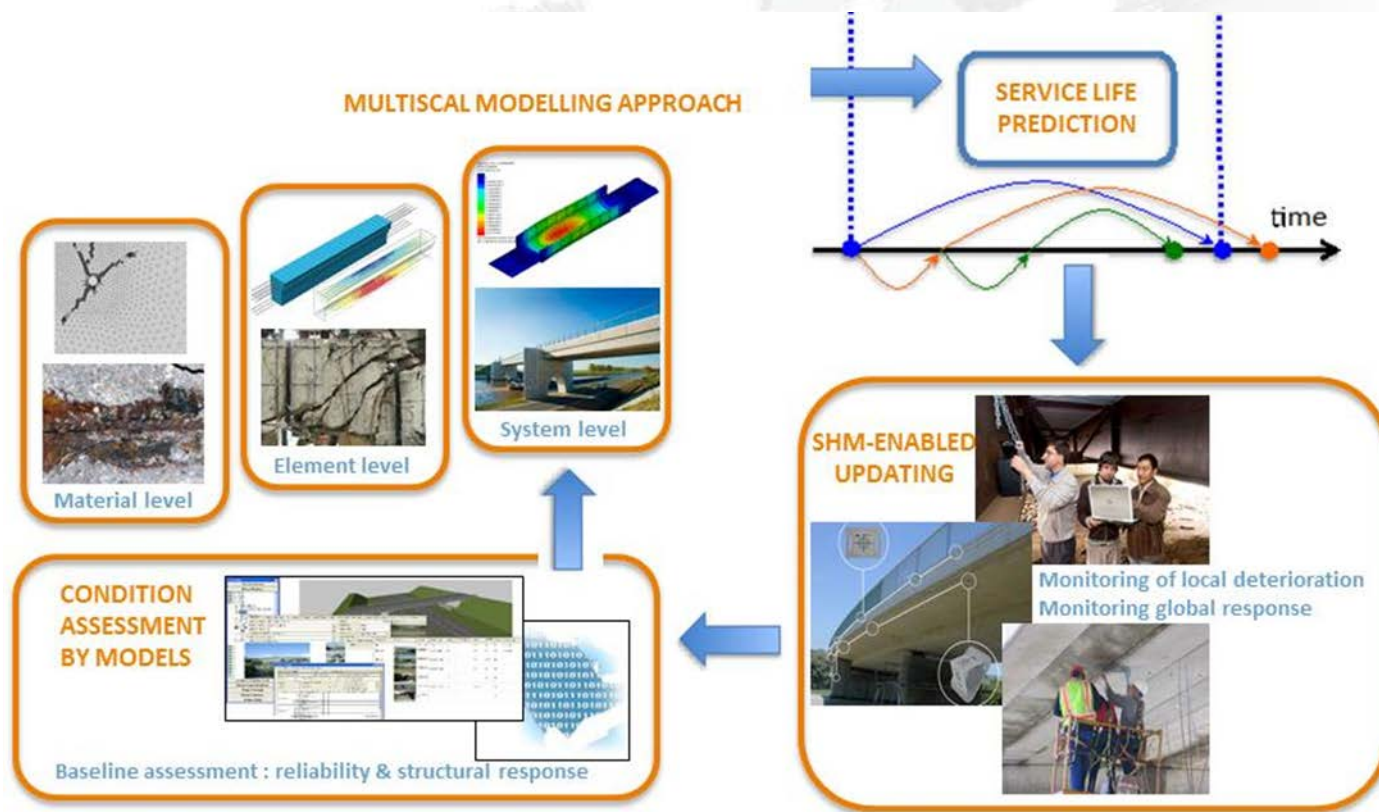 MULTISCAL MODELLING APPROACH
SERVICE LIFE
PREDICTION
time
Material level
Element level
System level
SHM-ENABLED
UPDATING
Monitoring of local deterioration
Monitoring global response
CONDITION
ASSESSMENT
BY MODELS
Baseline assessment : reliability & structural response